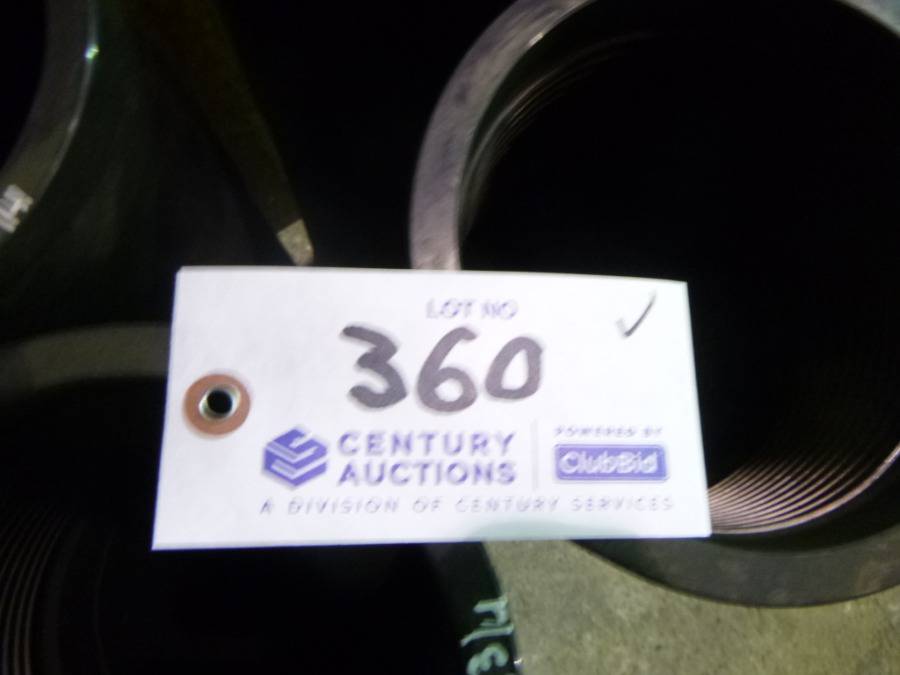 LOT NO
360
CENTURY
AUCTIONS
POWERED BY
ClubBid
A DIVISION OF CENTURY SERVICES